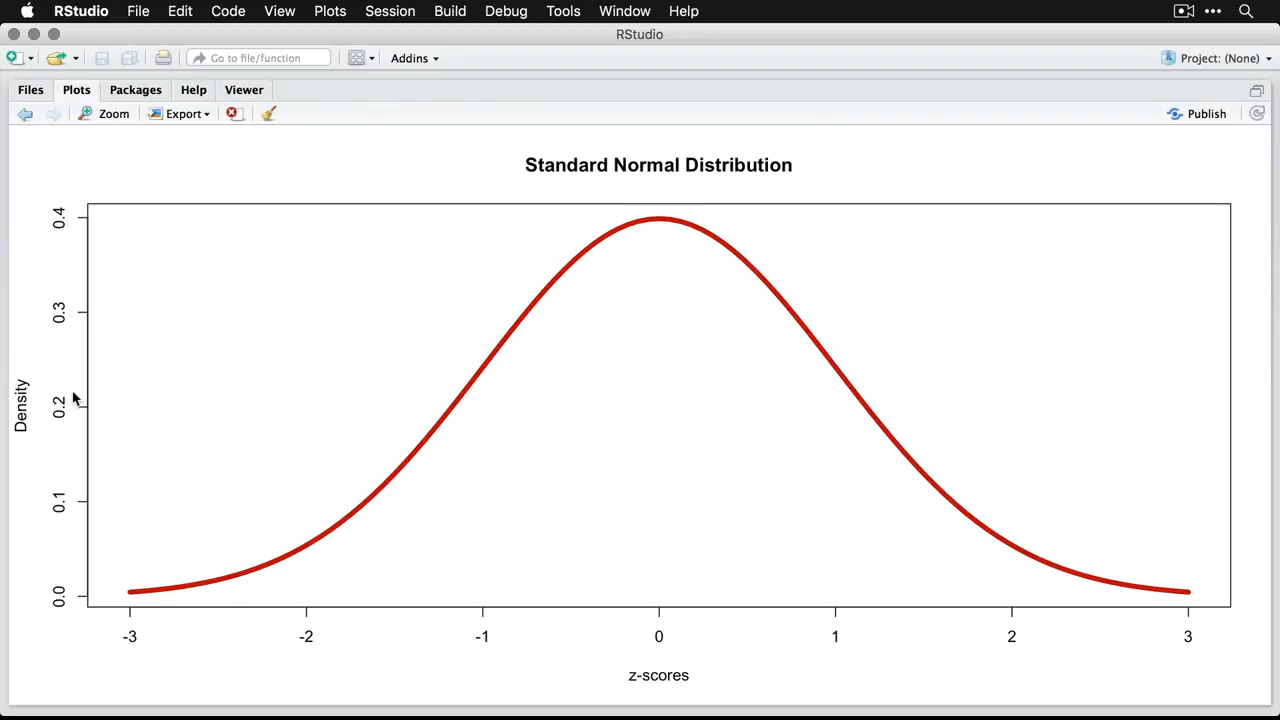 RStudio File Edit Code View Plots Session Build Debug Tools Window Help
RStudio
Go to file/function Addins Project: (None)
Files Plots Packages Help Viewer
Zoom Export Publish
Standard Normal Distribution
0.4
0.3
0.2
0.1
0.0
Density
-3 -2 -1 0 1 2 3
z-scores